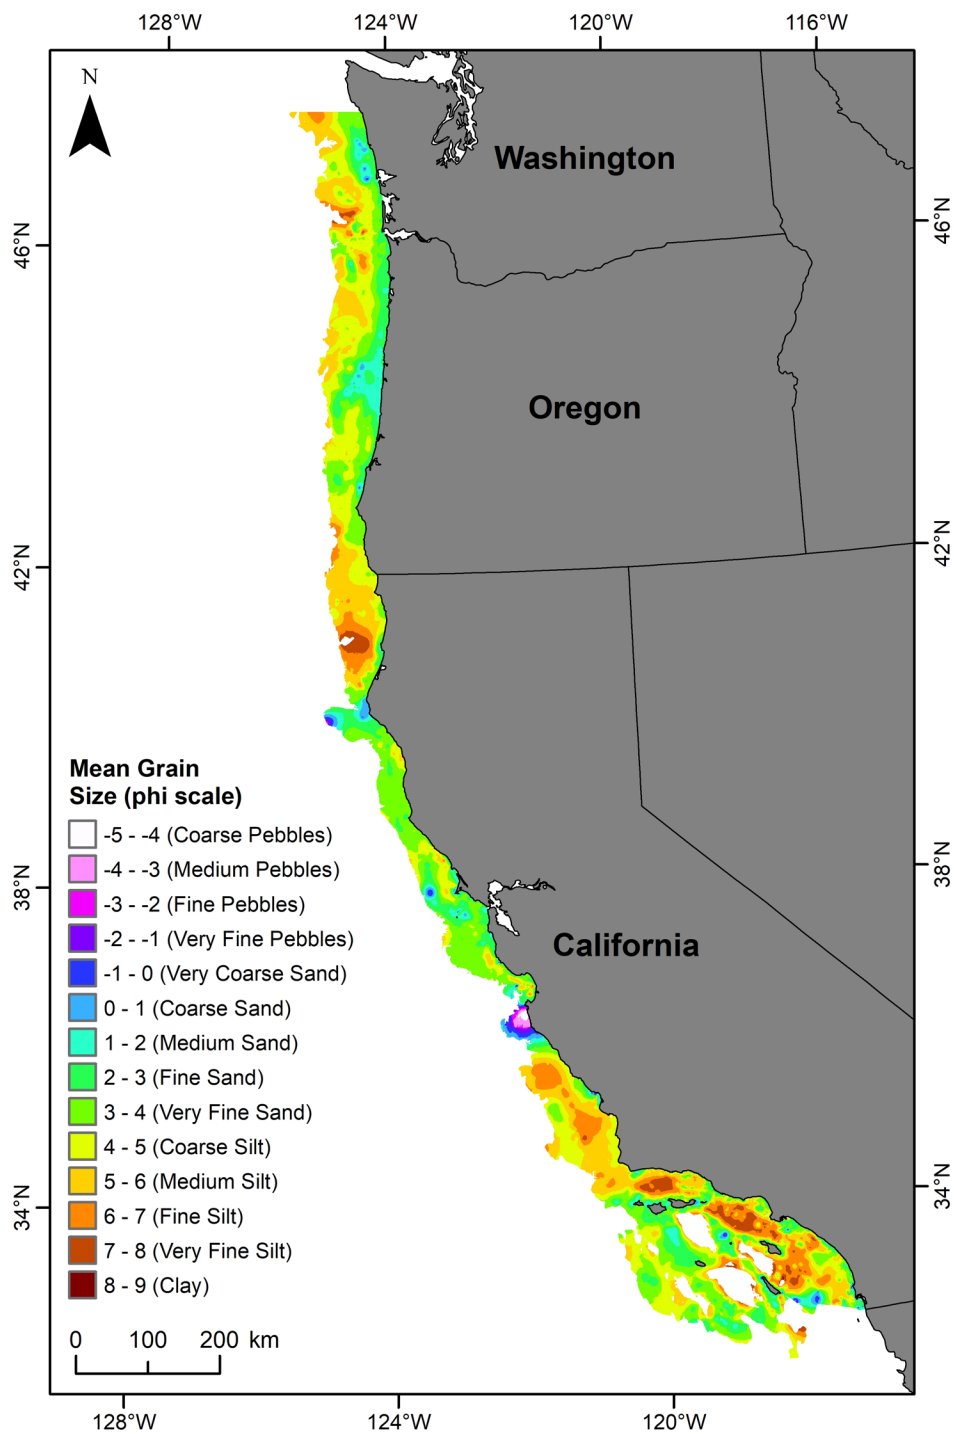 128°W 124°W 120°W 116°W
N
Washington
46°N 46°N
Oregon
42°N 42°N
Mean Grain
Size (phi scale)
-5 - -4 (Coarse Pebbles)
-4 - -3 (Medium Pebbles)
-3 - -2 (Fine Pebbles)
-2 - -1 (Very Fine Pebbles)
-1 - 0 (Very Coarse Sand)
0 - 1 (Coarse Sand)
1 - 2 (Medium Sand)
2 - 3 (Fine Sand)
3 - 4 (Very Fine Sand)
4 - 5 (Coarse Silt)
5 - 6 (Medium Silt)
6 - 7 (Fine Silt)
7 - 8 (Very Fine Silt)
8 - 9 (Clay)
38°N 38°N
California
34°N 34°N
0 100 200 km
128°W 124°W 120°W